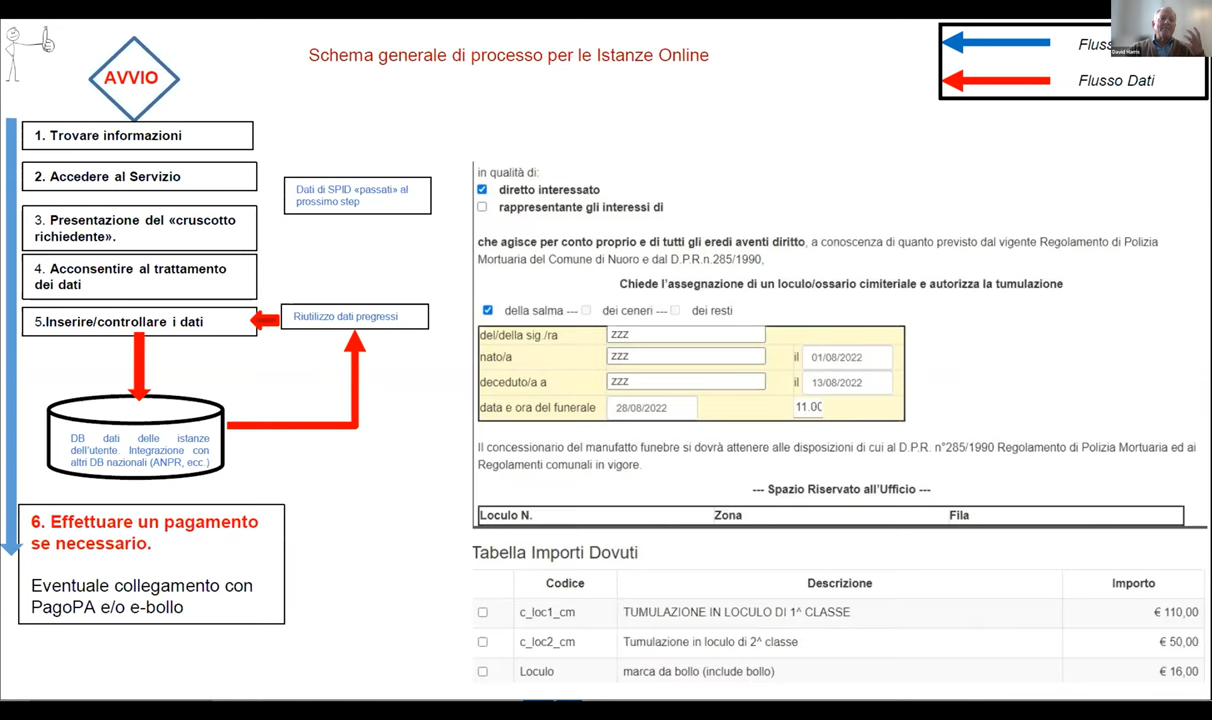 Schema generale di processo per le Istanze Online
David Harris
Flusso Dati
AVVIO
1. Trovare informazioni
2. Accedere al Servizio
3. Presentazione del «cruscotto
richiedente».
4. Acconsentire al trattamento
dei dati
5.Inserire/controllare i dati
Dati di SPID «passati» al
prossimo step
Riutilizzo dati pregressi
DB dati delle istanze
dell'utente. Integrazione con
altri DB nazionali (ANPR, ecc.)
6. Effettuare un pagamento
se necessario.
Eventuale collegamento con
PagoPA e/o e-bollo
in qualità di:
diretto interessato
rappresentante gli interessi di
che agisce per conto proprio e di tutti gli eredi aventi diritto, a conoscenza di quanto previsto dal vigente Regolamento di Polizia
Mortuaria del Comune di Nuoro e dal D.P.R.n.285/1990,
Chiede l'assegnazione di un loculo/ossario cimiteriale e autorizza la tumulazione
della salma --- dei ceneri --- dei resti
del/della sig./ra zzz
nato/a zzz il 01/08/2022
deceduto/a a zzz il 13/08/2022
data e ora del funerale 28/08/2022 11.00
Il concessionario del manufatto funebre si dovrà attenere alle disposizioni di cui al D.P.R. n°285/1990 Regolamento di Polizia Mortuaria ed ai
Regolamenti comunali in vigore.
--- Spazio Riservato all'Ufficio ---
Loculo N. Zona Fila
Tabella Importi Dovuti
Codice Descrizione Importo
c_loc1_cm TUMULAZIONE IN LOCULO DI 1^ CLASSE € 110,00
c_loc2_cm Tumulazione in loculo di 2^ classe € 50,00
Loculo marca da bollo (include bollo) € 16,00